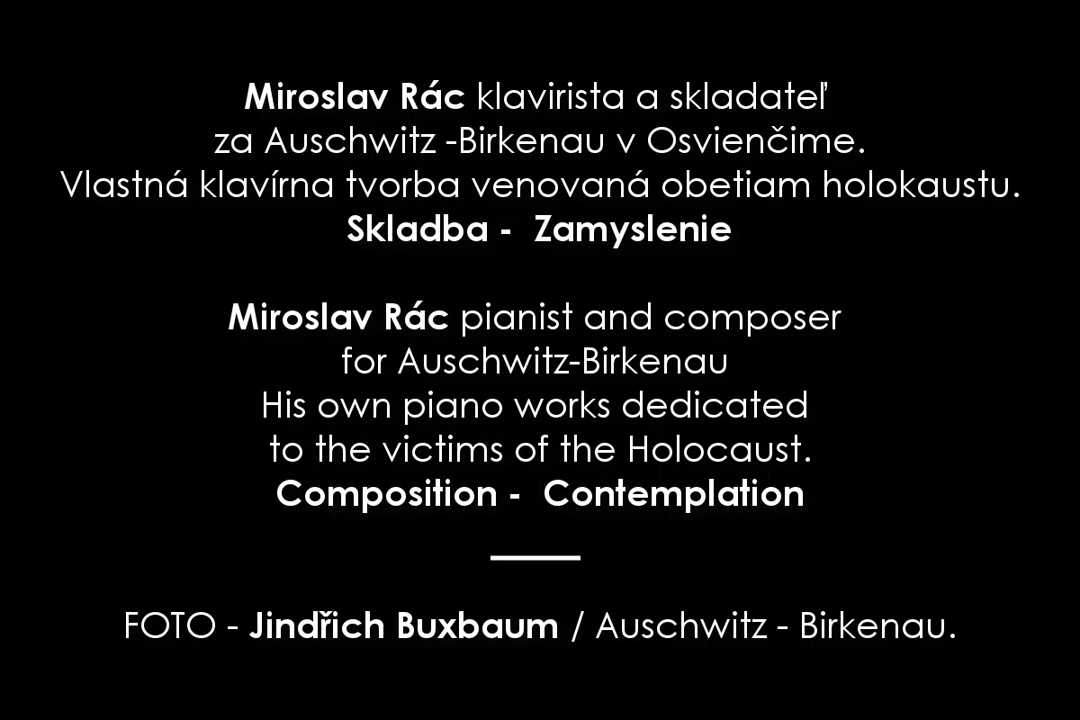 Miroslav Rác klavirista a skladateľ
za Auschwitz -Birkenau v Osvienčime.
Vlastná klavírna tvorba venovaná obetiam holokaustu.
Skladba - Zamyslenie
Miroslav Rác pianist and composer
for Auschwitz-Birkenau
His own piano works dedicated
to the victims of the Holocaust.
Composition - Contemplation
FOTO - Jindřich Buxbaum / Auschwitz - Birkenau.